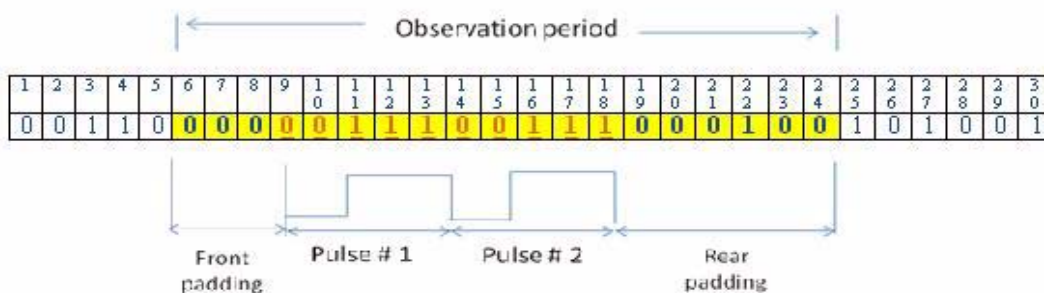 Observation period
1 2 3 4 5 6 7 8 9 10 11 12 13 14 15 16 17 18 19 20 21 22 23 24 25 26 27 28 29 30
0 0 1 1 0 0 0 0 0 0 1 1 1 0 0 1 1 1 0 0 0 1 0 0 1 0 1 0 0 1
Front padding
Pulse # 1
Pulse # 2
Rear padding